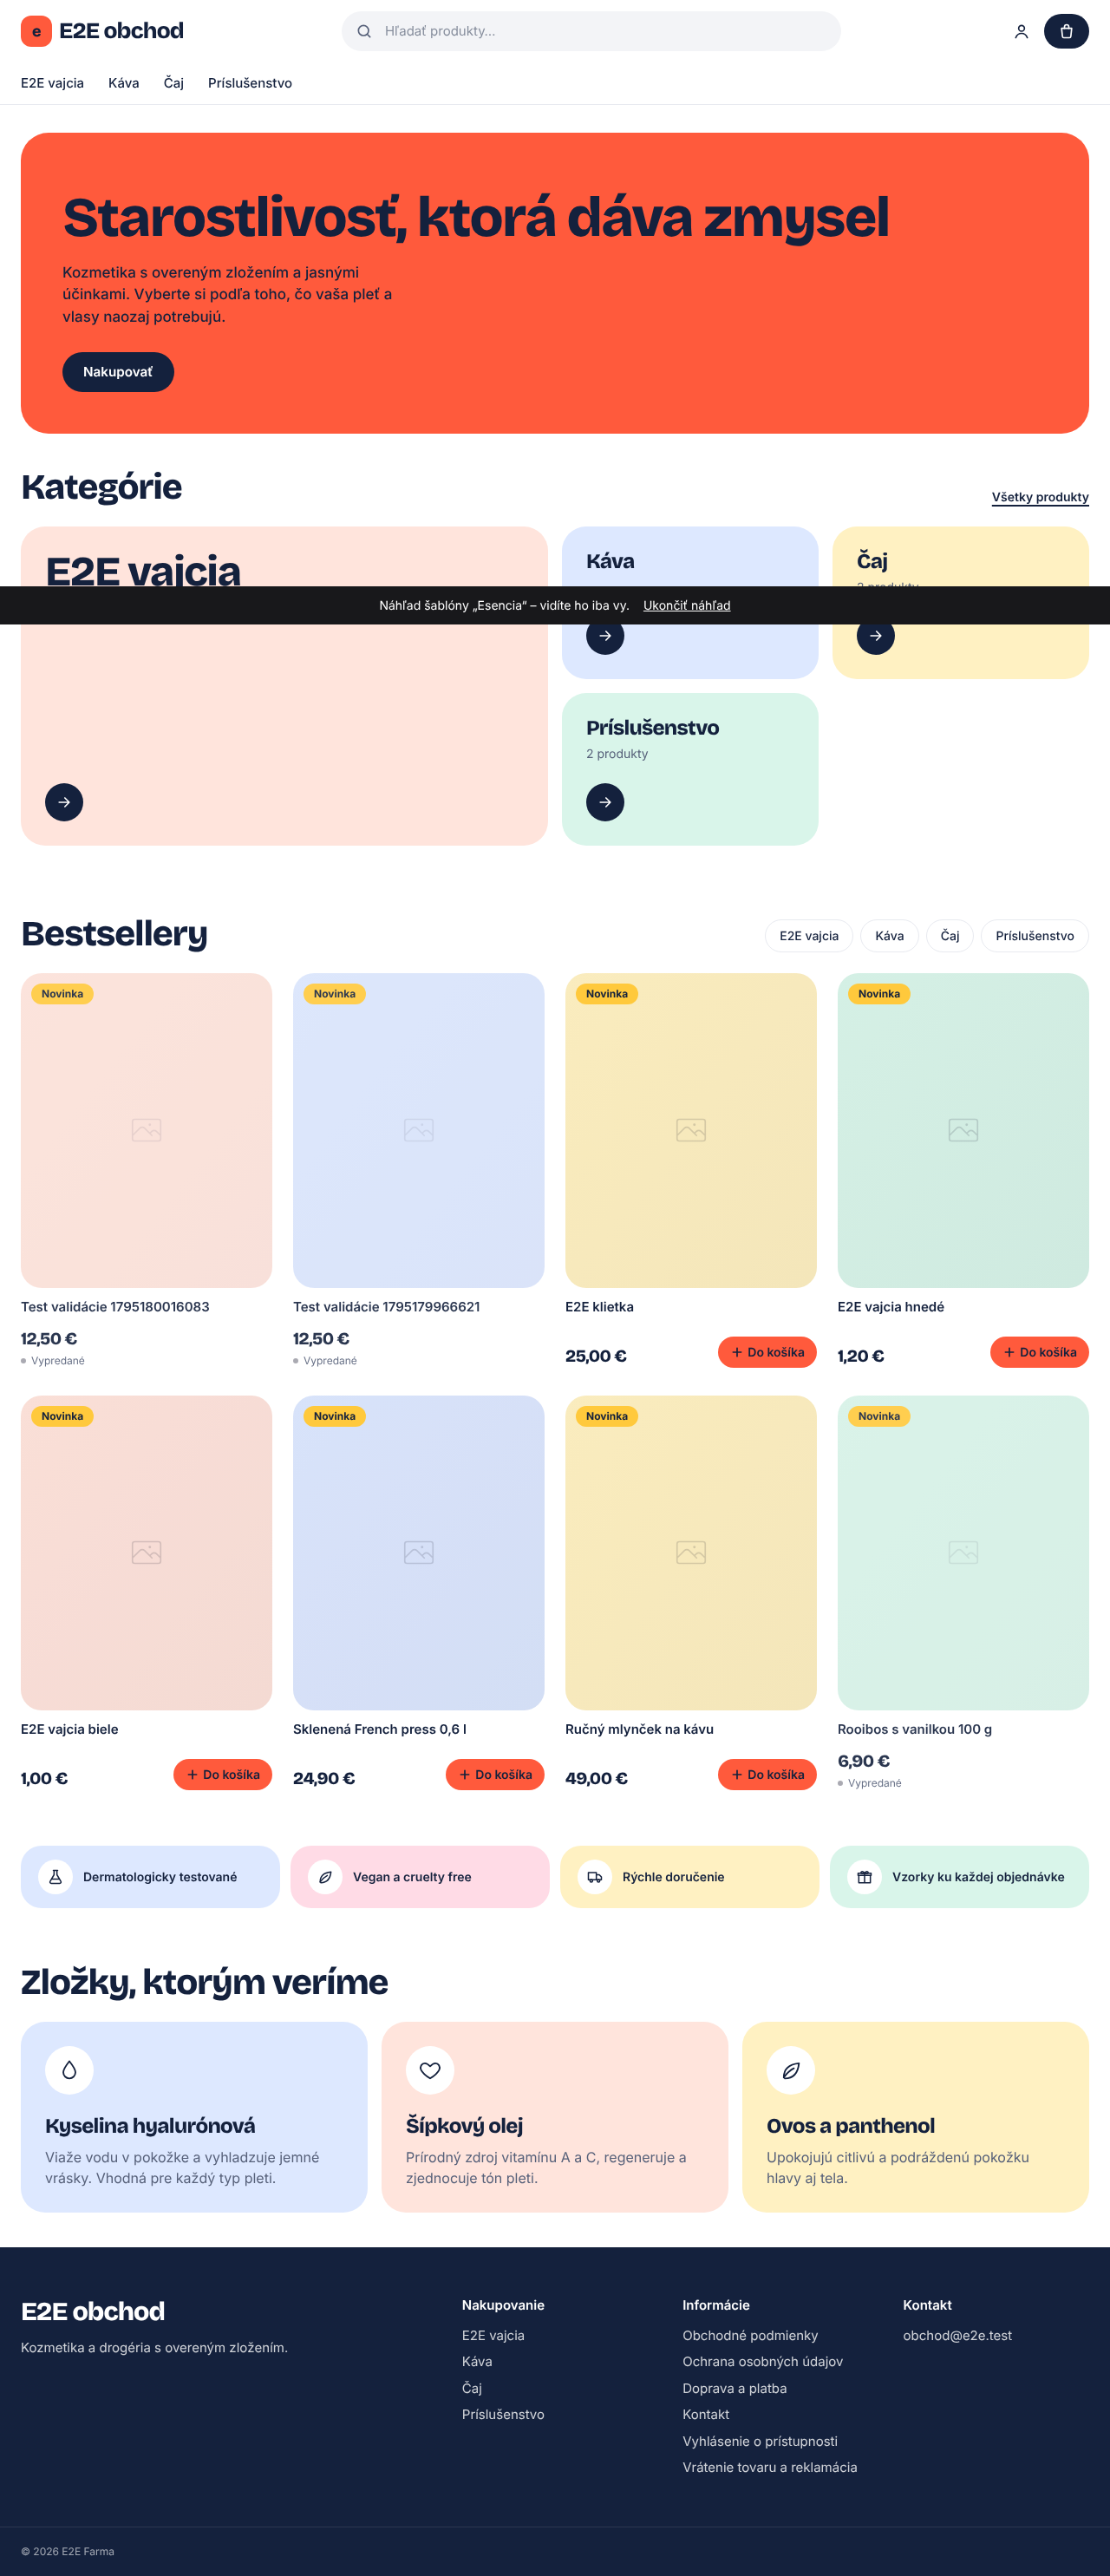 e E2E obchod
Hľadať produkty...
E2E vajcia Káva Čaj Príslušenstvo
Starostlivosť, ktorá dáva zmysel
Kozmetika s overeným zložením a jasnými
účinkami. Vyberte si podľa toho, čo vaša pleť a
vlasy naozaj potrebujú.
Nakupovať
Kategórie
Všetky produkty
E2E vajcia
Káva
Čaj
2 produkty
Náhľad šablóny „Esencia“ – vidíte ho iba vy. Ukončiť náhľad
Príslušenstvo
2 produkty
Bestsellery
E2E vajcia Káva Čaj Príslušenstvo
Novinka Novinka Novinka Novinka
Test validácie 1795180016083 Test validácie 1795179966621 E2E klietka E2E vajcia hnedé
12,50 € 12,50 € 25,00 € Do košíka 1,20 € Do košíka
Vypredané Vypredané
Novinka Novinka Novinka Novinka
E2E vajcia biele Sklenená French press 0,6 l Ručný mlynček na kávu Rooibos s vanilkou 100 g
1,00 € Do košíka 24,90 € Do košíka 49,00 € Do košíka 6,90 €
Vypredané
Dermatologicky testované Vegan a cruelty free Rýchle doručenie Vzorky ku každej objednávke
Zložky, ktorým veríme
Kyselina hyalurónová
Viaže vodu v pokožke a vyhladzuje jemné
vrásky. Vhodná pre každý typ pleti.
Šípkový olej
Prírodný zdroj vitamínu A a C, regeneruje a
zjednocuje tón pleti.
Ovos a panthenol
Upokojujú citlivú a podráždenú pokožku
hlavy aj tela.
E2E obchod
Kozmetika a drogéria s overeným zložením.
Nakupovanie
E2E vajcia
Káva
Čaj
Príslušenstvo
Informácie
Obchodné podmienky
Ochrana osobných údajov
Doprava a platba
Kontakt
Vyhlásenie o prístupnosti
Vrátenie tovaru a reklamácia
Kontakt
obchod@e2e.test
© 2026 E2E Farma